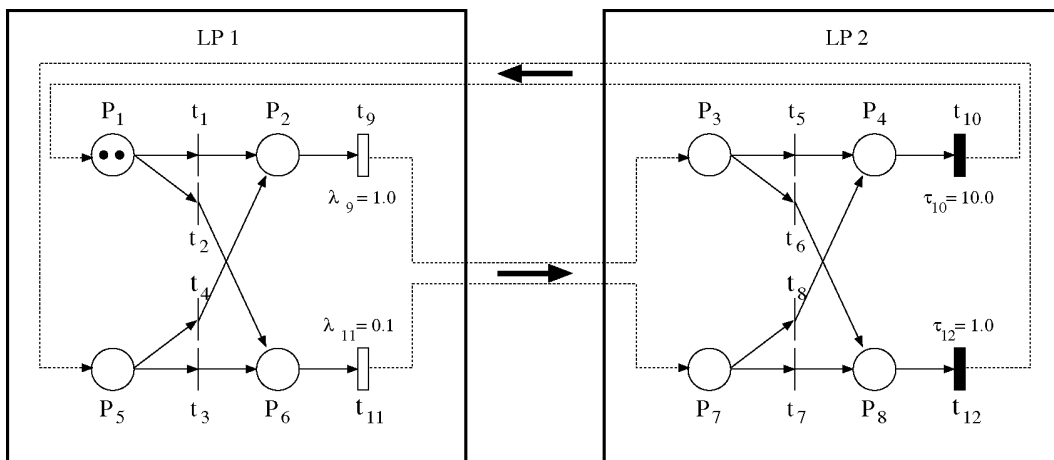 LP 1
LP 2
P1 t1 P2 t9
P3 t5 P4 t10
λ9 = 1.0
τ10 = 10.0
t2
t6
t4
t8
λ11 = 0.1
τ12 = 1.0
P5 t3 P6 t11
P7 t7 P8 t12